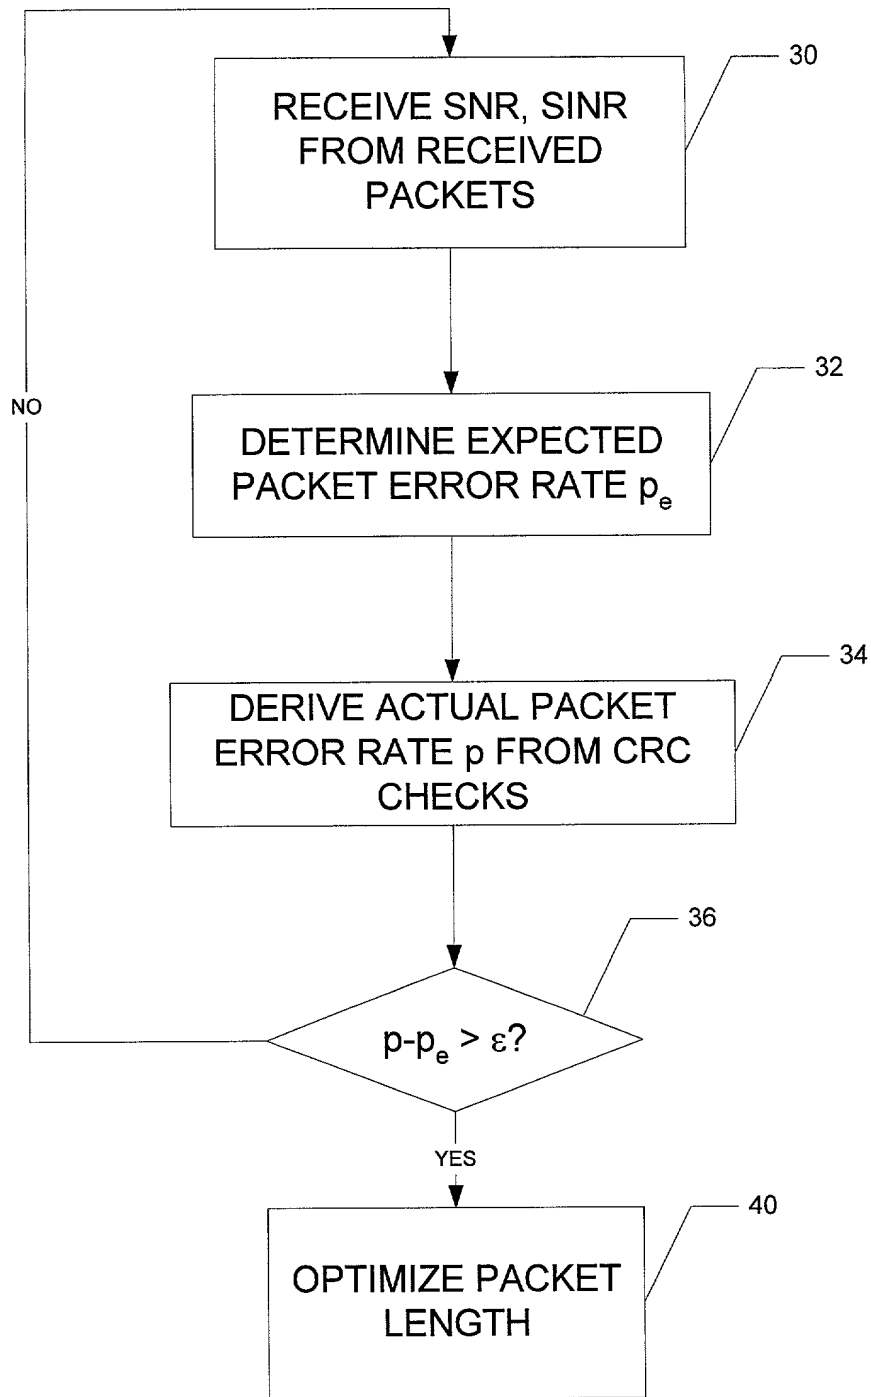 30
RECEIVE SNR, SINR
FROM RECEIVED
PACKETS
32
NO
DETERMINE EXPECTED
PACKET ERROR RATE pₑ
34
DERIVE ACTUAL PACKET
ERROR RATE p FROM CRC
CHECKS
36
p-pₑ > ε?
YES
40
OPTIMIZE PACKET
LENGTH